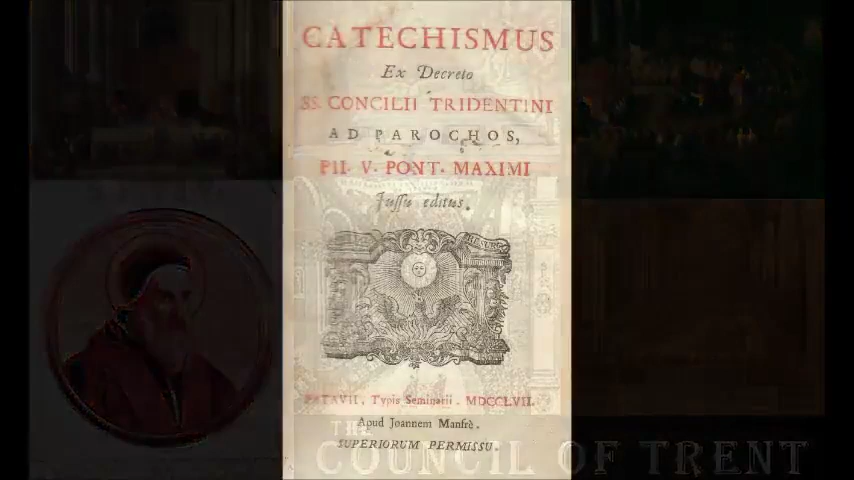 CATECHISMUS
Ex Decreto
SS. CONCILII TRIDENTINI
AD PAROCHOS,
PII. V. PONT. MAXIMI
Jussu editus.
PATAVII, Typis Seminarii. MDCCLVII.
Apud Joannem Manfrè.
SUPERIORUM PERMISSU.
THE
COUNCIL OF TRENT